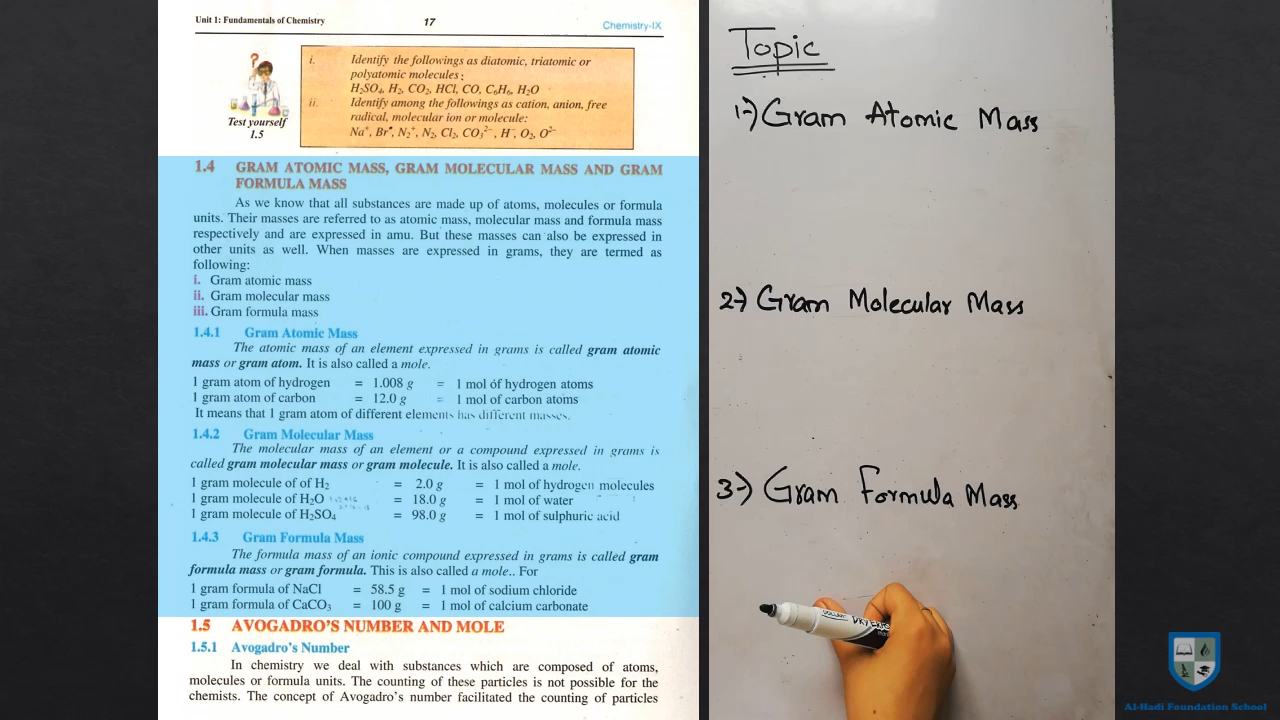 Unit 1: Fundamentals of Chemistry 17 Chemistry-IX
i. Identify the followings as diatomic, triatomic or
polyatomic molecules:
H₂SO₄, H₂, CO₂, HCl, CO, C₆H₆, H₂O
ii. Identify among the followings as cation, anion, free
radical, molecular ion or molecule:
Na⁺, Br•, N₂⁺, N₂, Cl₂, CO₃²⁻, H⁻, O₂, O²⁻
Test yourself
1.5
1.4 GRAM ATOMIC MASS, GRAM MOLECULAR MASS AND GRAM
FORMULA MASS
As we know that all substances are made up of atoms, molecules or formula
units. Their masses are referred to as atomic mass, molecular mass and formula mass
respectively and are expressed in amu. But these masses can also be expressed in
other units as well. When masses are expressed in grams, they are termed as
following:
i. Gram atomic mass
ii. Gram molecular mass
iii. Gram formula mass
1.4.1 Gram Atomic Mass
The atomic mass of an element expressed in grams is called gram atomic
mass or gram atom. It is also called a mole.
1 gram atom of hydrogen = 1.008 g = 1 mol of hydrogen atoms
1 gram atom of carbon = 12.0 g = 1 mol of carbon atoms
It means that 1 gram atom of different elements has different masses.
1.4.2 Gram Molecular Mass
The molecular mass of an element or a compound expressed in grams is
called gram molecular mass or gram molecule. It is also called a mole.
1 gram molecule of of H₂ = 2.0 g = 1 mol of hydrogen molecules
1 gram molecule of H₂O = 18.0 g = 1 mol of water
1 gram molecule of H₂SO₄ = 98.0 g = 1 mol of sulphuric acid
1.4.3 Gram Formula Mass
The formula mass of an ionic compound expressed in grams is called gram
formula mass or gram formula. This is also called a mole.. For
1 gram formula of NaCl = 58.5 g = 1 mol of sodium chloride
1 gram formula of CaCO₃ = 100 g = 1 mol of calcium carbonate
1.5 AVOGADRO'S NUMBER AND MOLE
1.5.1 Avogadro's Number
In chemistry we deal with substances which are composed of atoms,
molecules or formula units. The counting of these particles is not possible for the
chemists. The concept of Avogadro's number facilitated the counting of particles
Topic
1-) Gram Atomic Mass
2-) Gram Molecular Mass
3-) Gram Formula Mass
DRY ERASE
Al-Hadi Foundation School